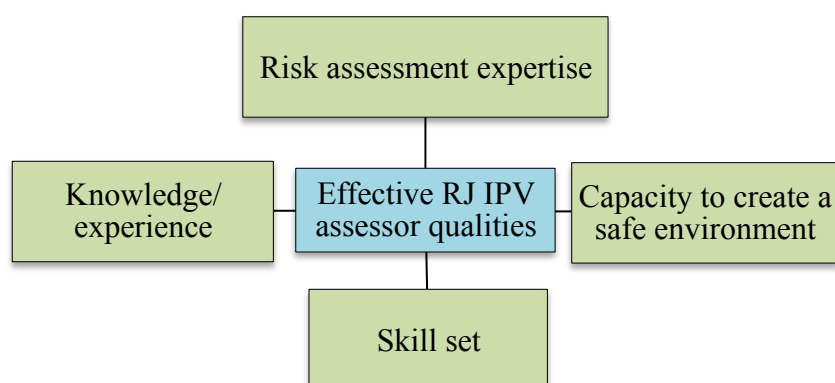 Risk assessment expertise
Knowledge/
experience
Effective RJ IPV
assessor qualities
Capacity to create a
safe environment
Skill set